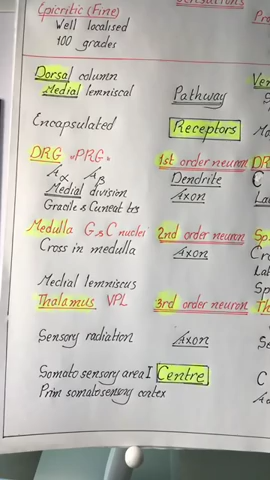 Epicritic (Fine)
Well localised
100 grades
Dorsal column
Medial lemniscal
Pathway
Encapsulated
Receptors
DRG "PRG"
1st order neuron
Aα Aβ
Dendrite
C
Medial division
Axon
Gracile & Cuneat tr s
Medulla G & C nuclei
2nd order neuron
Cross in medulla
Axon
Medial lemniscus
Thalamus VPL
3rd order neuron
Sensory radiation
Axon
Somato sensory area I
Centre
C
Prim somatosensory cortex